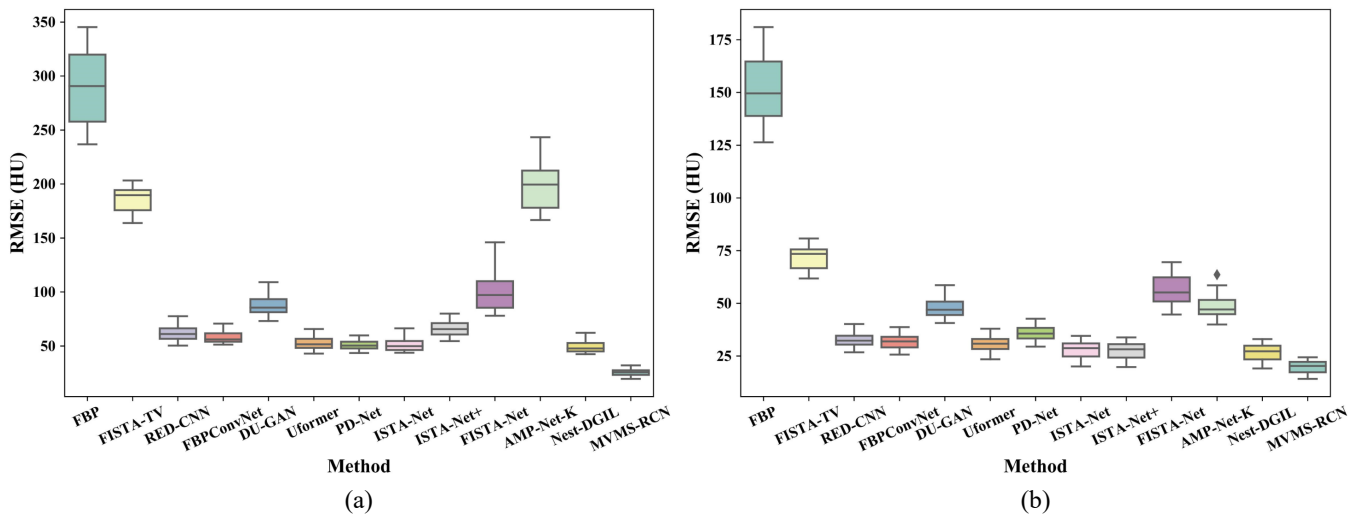 350
300
250
200
150
100
50
RMSE (HU)
FBP
FISTA-TV
RED-CNN
FBPConvNet
DU-GAN
Uformer
PD-Net
ISTA-Net
ISTA-Net+
FISTA-Net
AMP-Net-K
Nest-DGIL
MVMS-RCN
Method
(a)
175
150
125
100
75
50
25
RMSE (HU)
FBP
FISTA-TV
RED-CNN
FBPConvNet
DU-GAN
Uformer
PD-Net
ISTA-Net
ISTA-Net+
FISTA-Net
AMP-Net-K
Nest-DGIL
MVMS-RCN
Method
(b)